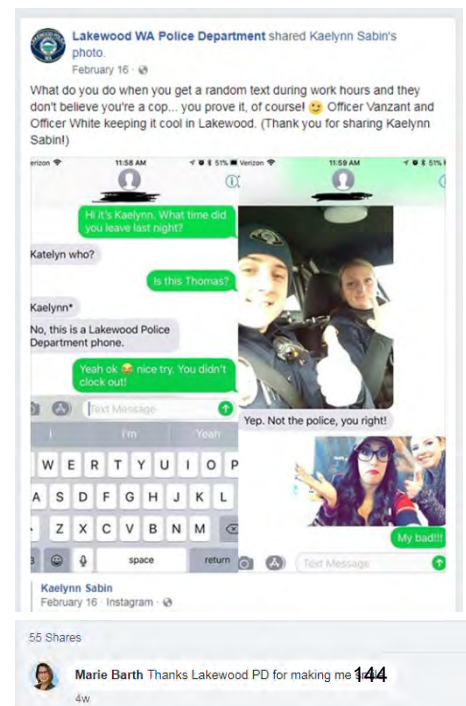 Lakewood WA Police Department shared Kaelynn Sabin's
photo.
February 16
What do you do when you get a random text during work hours and they
don't believe you're a cop... you prove it, of course! 😉 Officer Vanzant and
Officer White keeping it cool in Lakewood. (Thank you for sharing Kaelynn
Sabin!)
erizon 11:58 AM 51%
Hi it's Kaelynn. What time did
you leave last night?
Katelyn who?
Is this Thomas?
Kaelynn*
No, this is a Lakewood Police
Department phone.
Yeah ok 😂 nice try. You didn't
clock out!
Text Message
I I'm Yeah
W E R T Y U I O P
A S D F G H J K L
Z X C V B N M
3 space return
Verizon 11:59 AM 51%
Yep. Not the police, you right!
My bad!!!
Text Message
Kaelynn Sabin
February 16 · Instagram
55 Shares
Marie Barth Thanks Lakewood PD for making me
144
4w